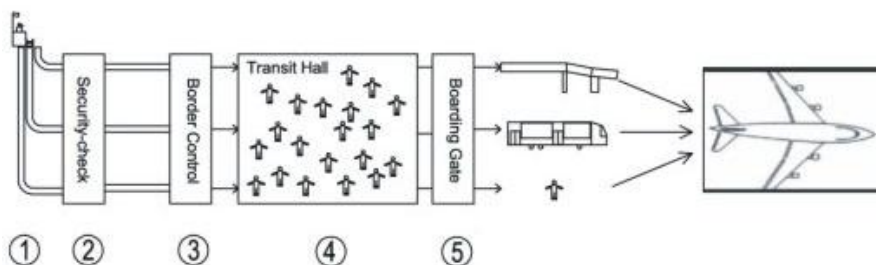 Security-check
Border Control
Transit Hall
Boarding Gate
① ② ③ ④ ⑤